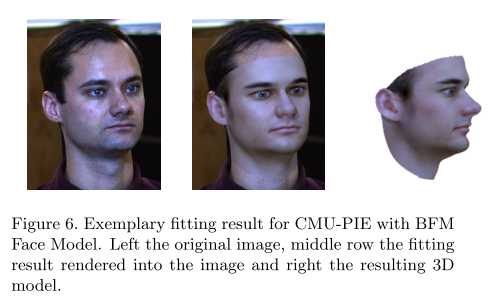 Figure 6. Exemplary fitting result for CMU-PIE with BFM
Face Model. Left the original image, middle row the fitting
result rendered into the image and right the resulting 3D
model.